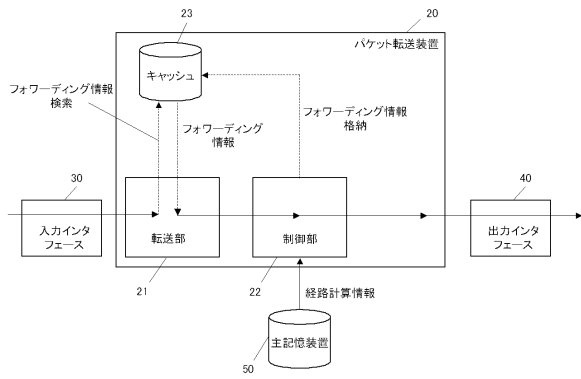 20
23
パケット転送装置
キャッシュ
フォワーディング情報
検索
フォワーディング
情報
フォワーディング情報
格納
30
40
入力インタ
フェース
転送部
制御部
出力インタ
フェース
21
22
経路計算情報
主記憶装置
50